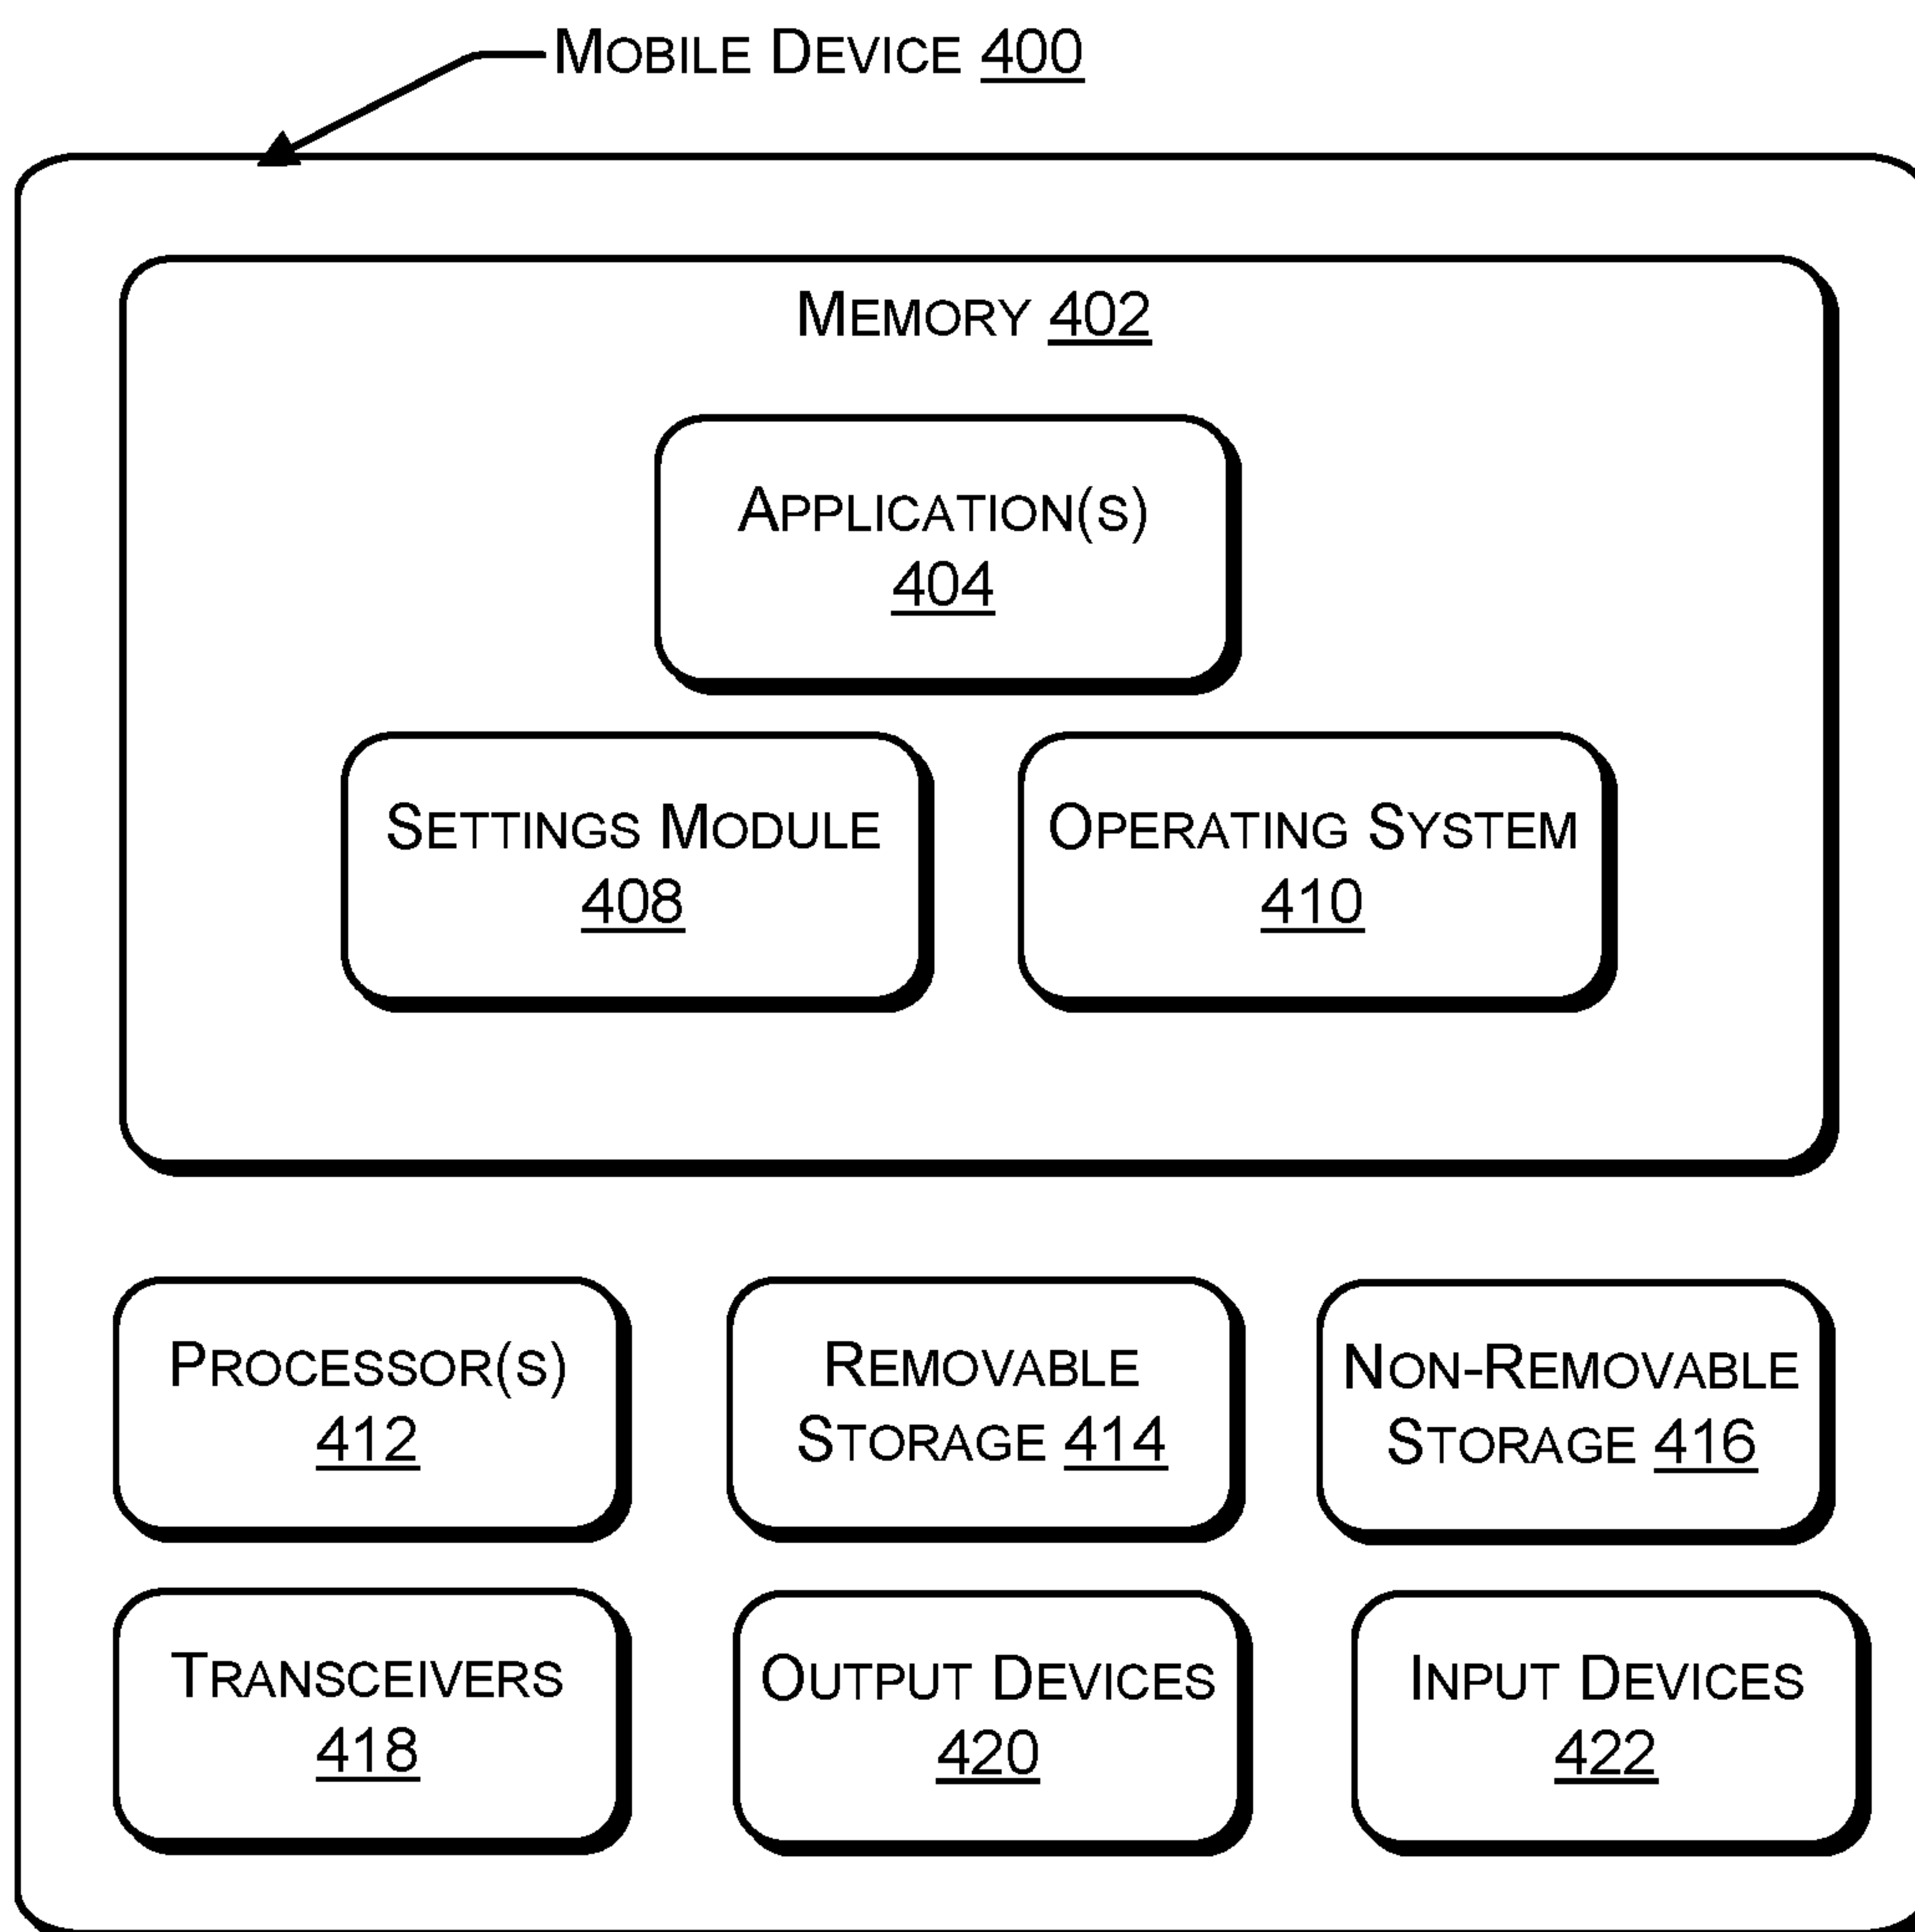 MOBILE DEVICE 400
MEMORY 402
APPLICATION(S)
404
SETTINGS MODULE
408
OPERATING SYSTEM
410
PROCESSOR(S)
412
REMOVABLE
STORAGE 414
NON-REMOVABLE
STORAGE 416
TRANSCEIVERS
418
OUTPUT DEVICES
420
INPUT DEVICES
422